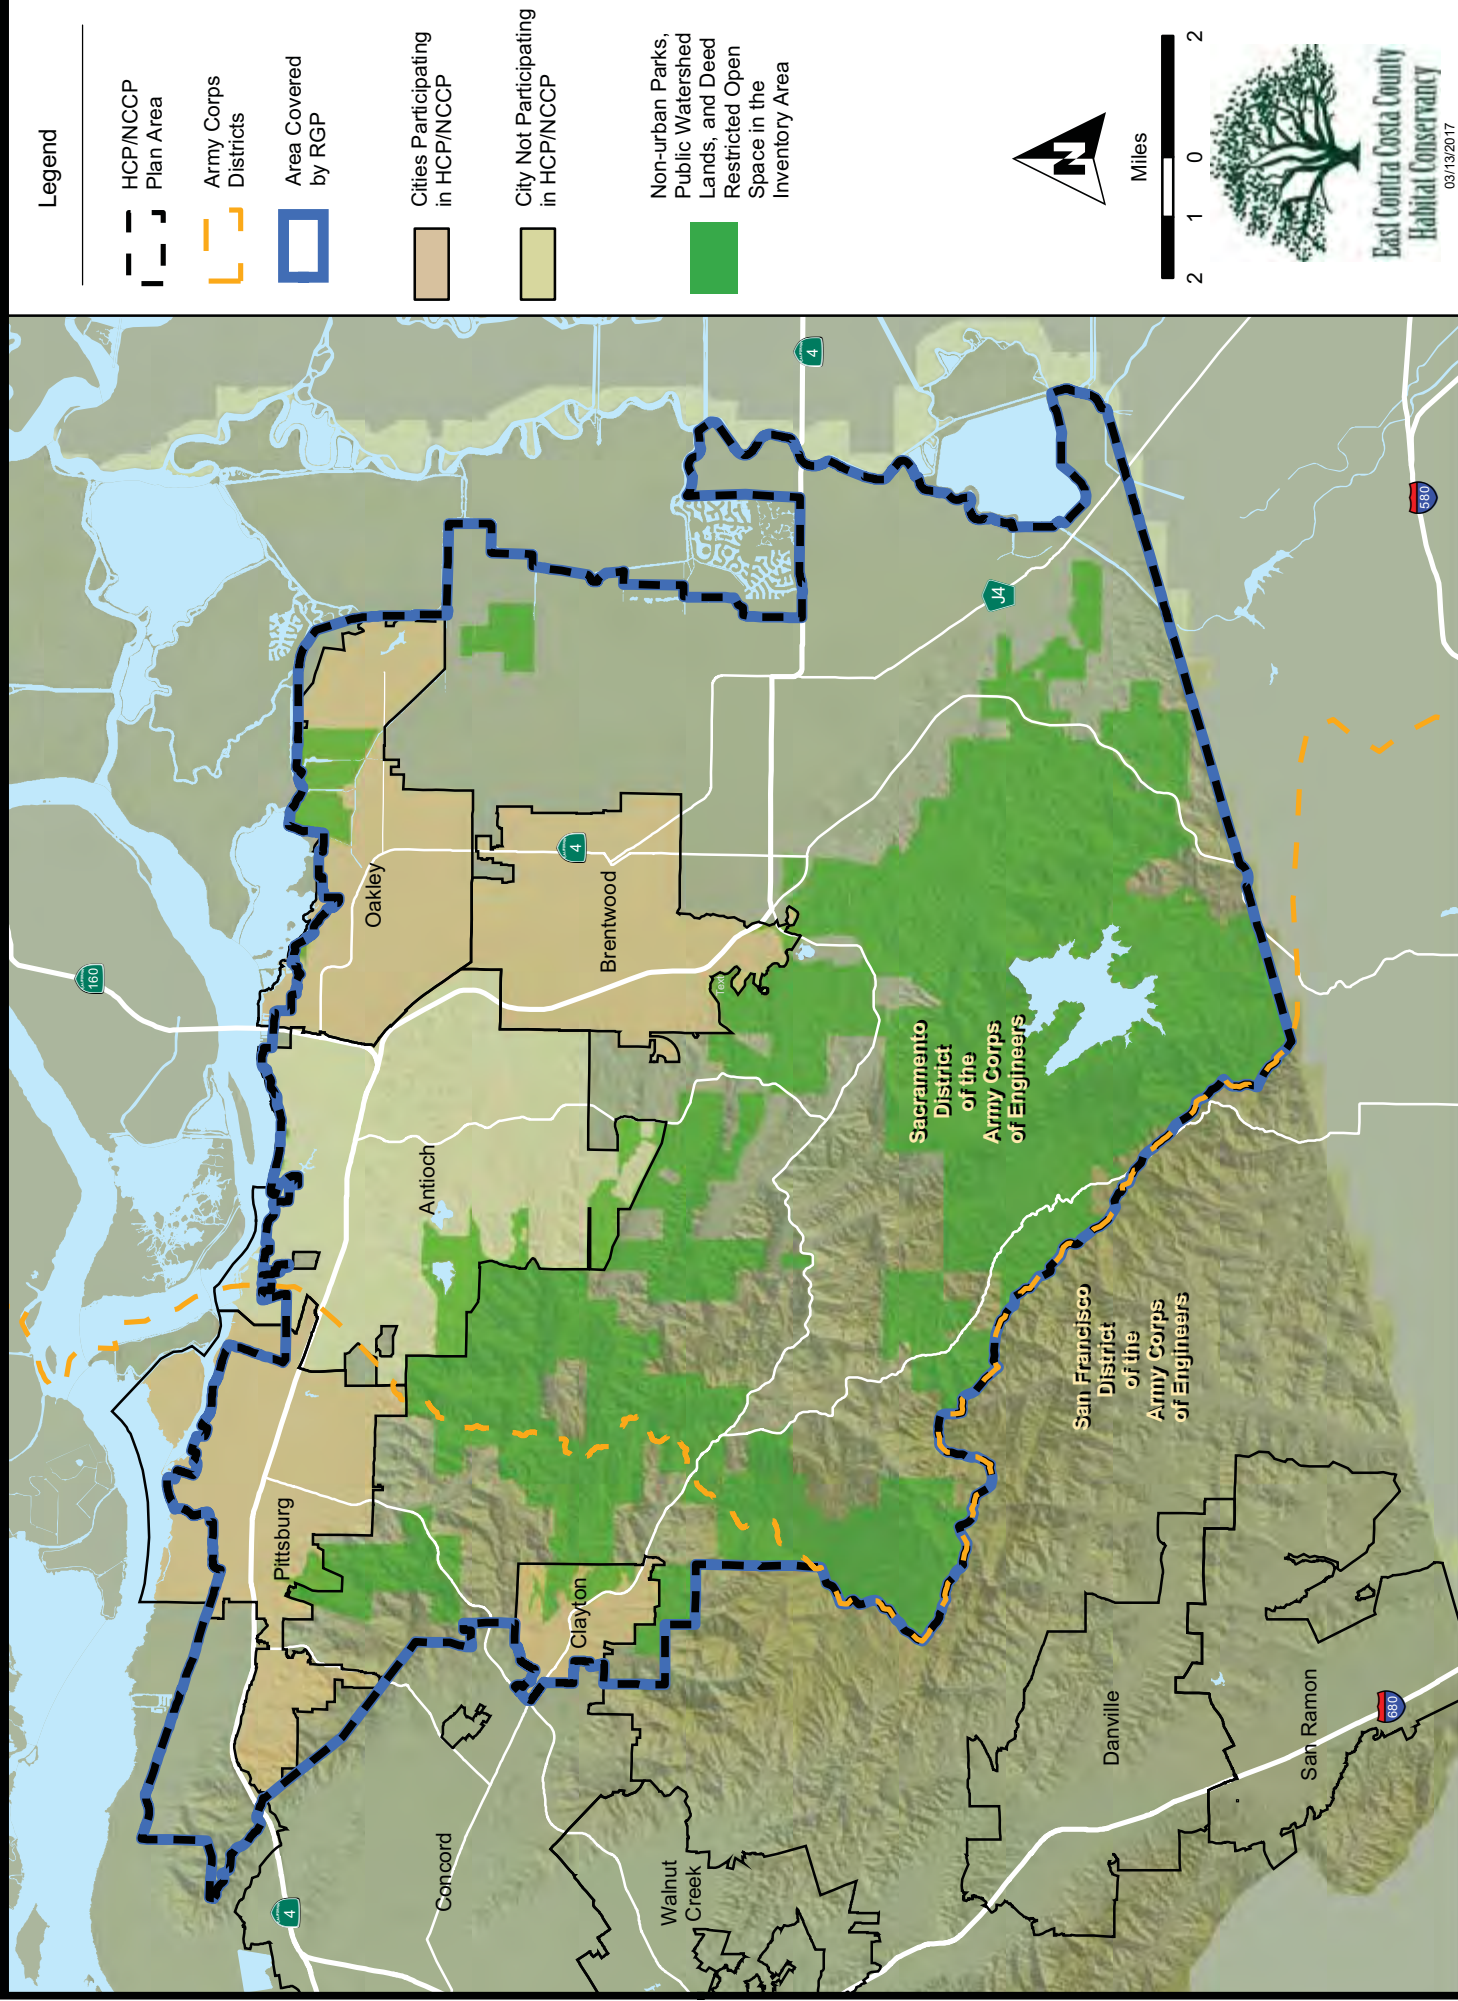 Legend
HCP/NCCP
Plan Area
Army Corps
Districts
Area Covered
by RGP
Cities Participating
in HCP/NCCP
City Not Participating
in HCP/NCCP
Non-urban Parks,
Public Watershed
Lands, and Deed
Restricted Open
Space in the
Inventory Area
N
Miles
2 1 0 2
East Contra Costa County
Habitat Conservancy
03/13/2017
160
4
Oakley
Brentwood
4
Text
J4
580
Antioch
Pittsburg
Clayton
Sacramento
District
of the
Army Corps
of Engineers
San Francisco
District
of the
Army Corps
of Engineers
4
Concord
Walnut
Creek
Danville
San Ramon
680